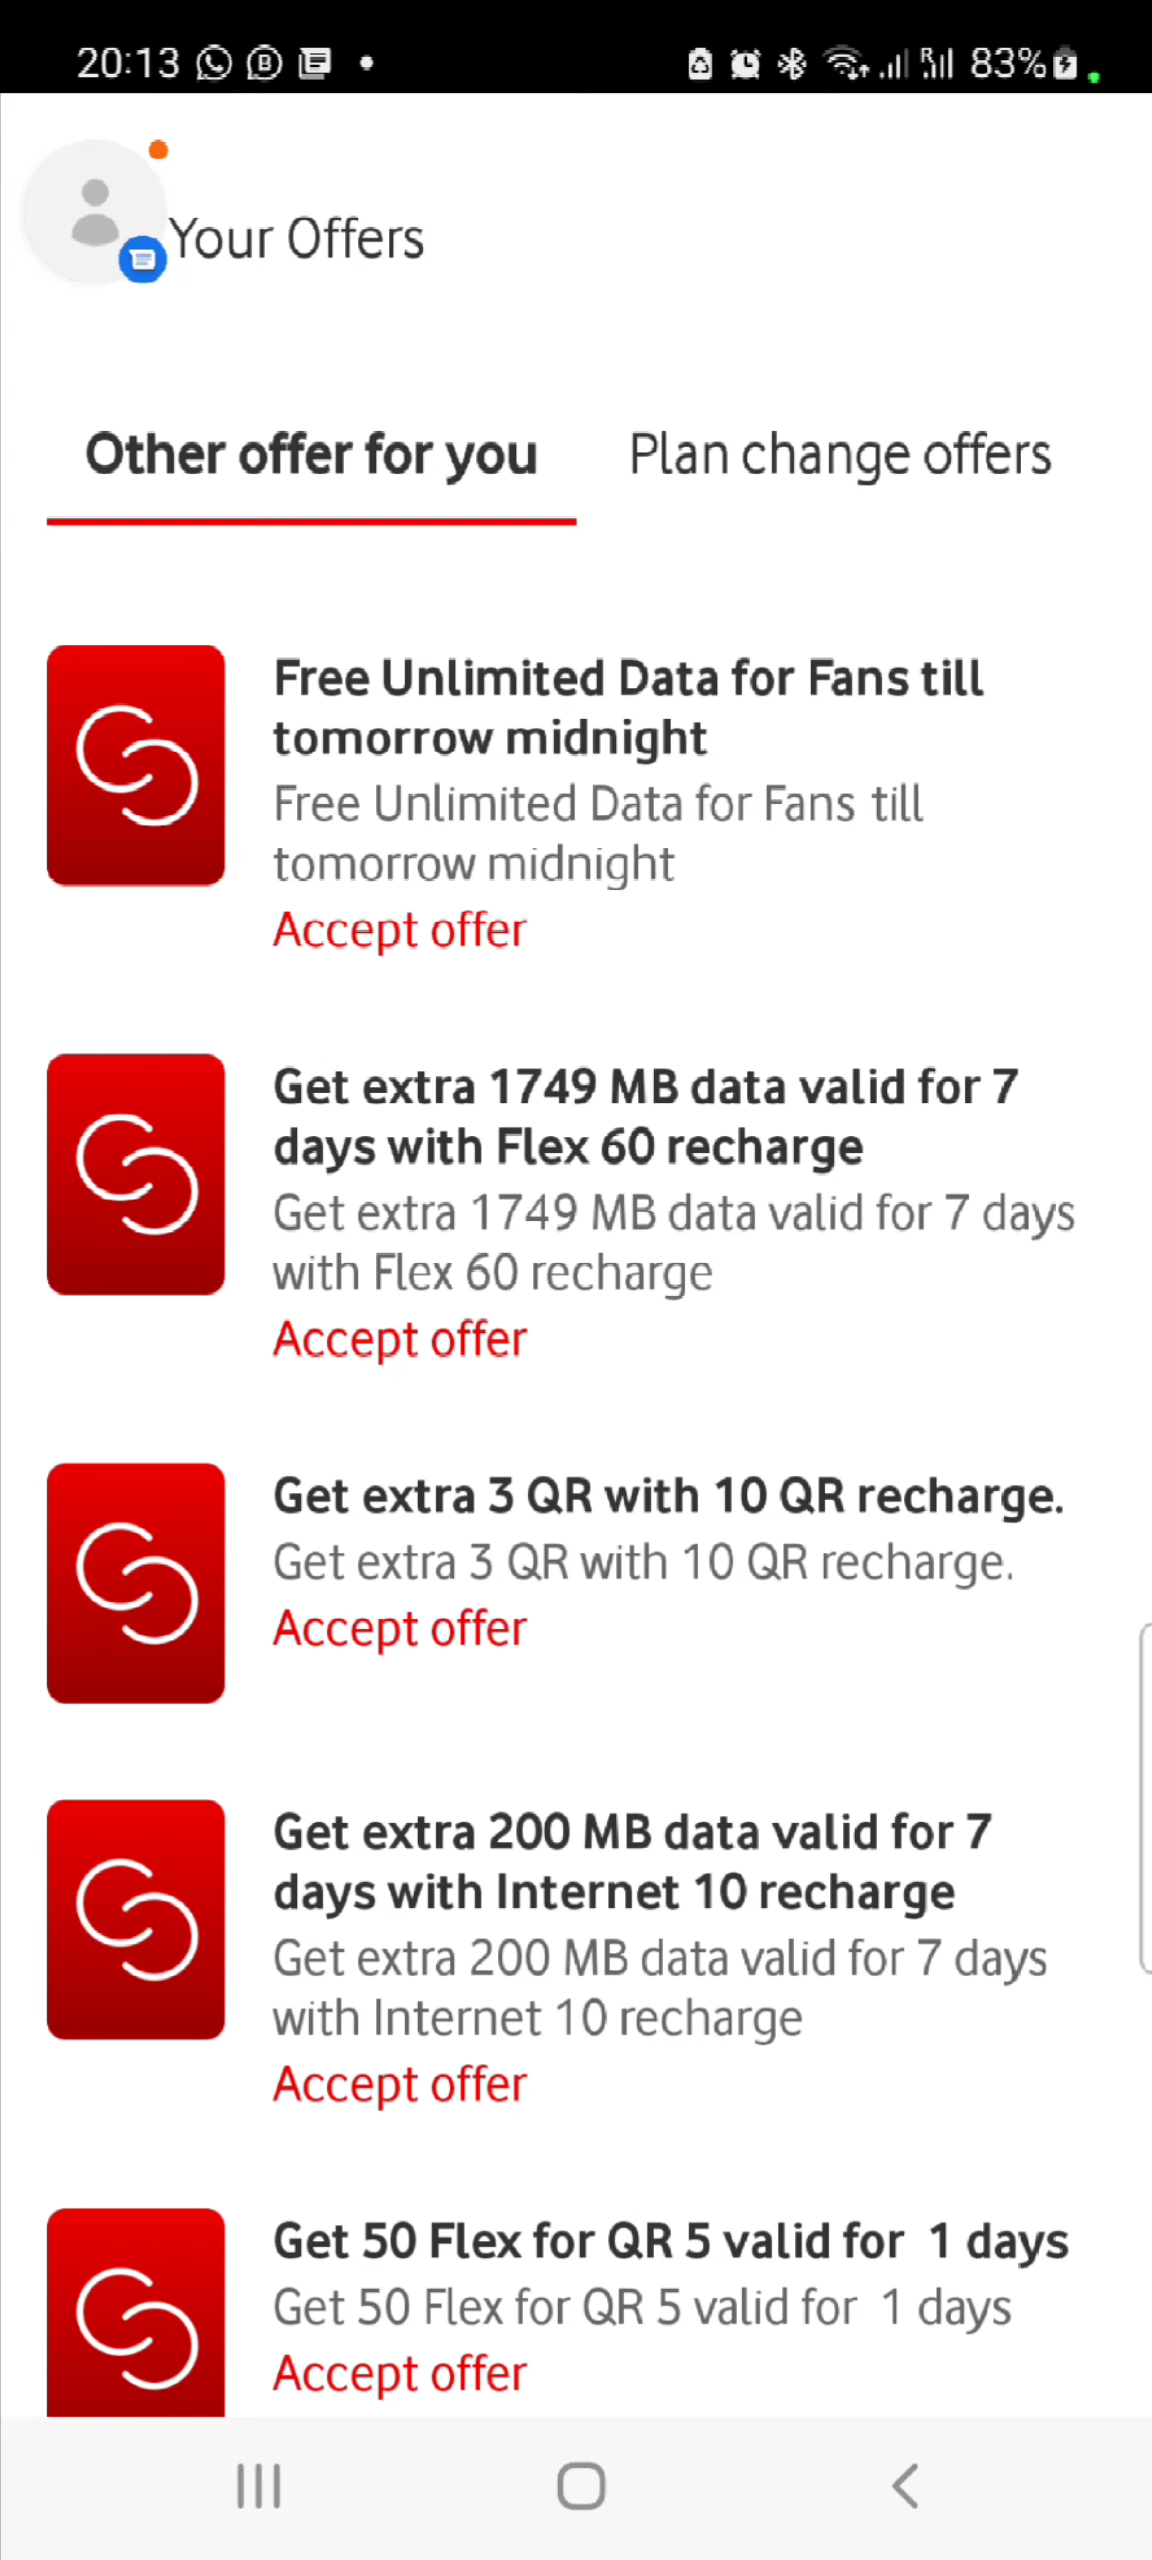 20:13
83%
Your Offers
Other offer for you
Plan change offers
Free Unlimited Data for Fans till
tomorrow midnight
Free Unlimited Data for Fans till
tomorrow midnight
Accept offer
Get extra 1749 MB data valid for 7
days with Flex 60 recharge
Get extra 1749 MB data valid for 7 days
with Flex 60 recharge
Accept offer
Get extra 3 QR with 10 QR recharge.
Get extra 3 QR with 10 QR recharge.
Accept offer
Get extra 200 MB data valid for 7
days with Internet 10 recharge
Get extra 200 MB data valid for 7 days
with Internet 10 recharge
Accept offer
Get 50 Flex for QR 5 valid for  1 days
Get 50 Flex for QR 5 valid for  1 days
Accept offer